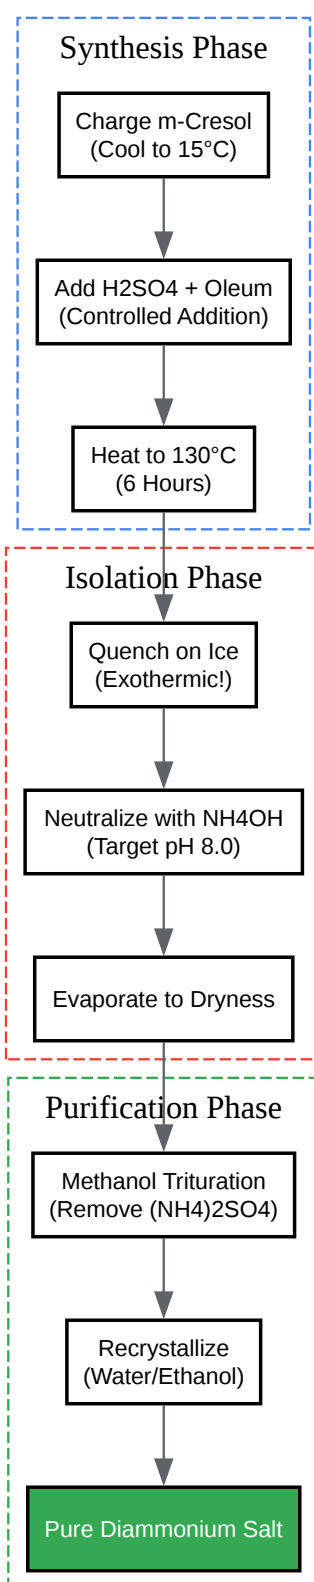 Synthesis Phase
Charge m-Cresol
(Cool to 15°C)
Add H2SO4 + Oleum
(Controlled Addition)
Heat to 130°C
(6 Hours)
Isolation Phase
Quench on Ice
(Exothermic!)
Neutralize with NH4OH
(Target pH 8.0)
Evaporate to Dryness
Purification Phase
Methanol Trituration
(Remove (NH4)2SO4)
Recrystallize
(Water/Ethanol)
Pure Diammonium Salt